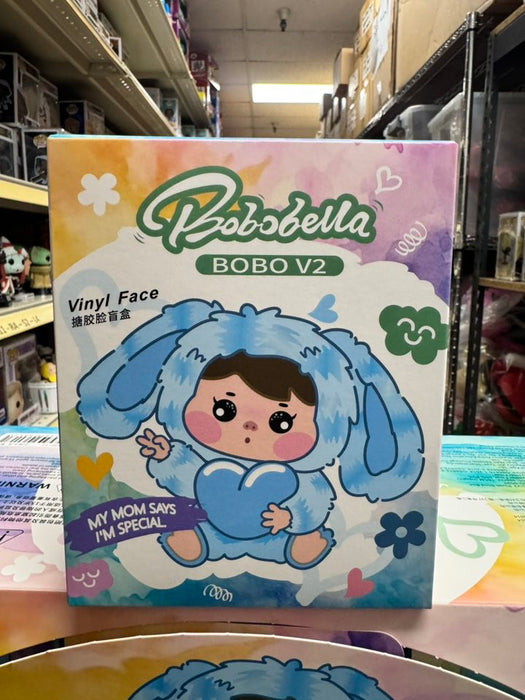 Bobobella
BOBO V2
Vinyl Face
搪胶脸盲盒
MY MOM SAYS
I'M SPECIAL